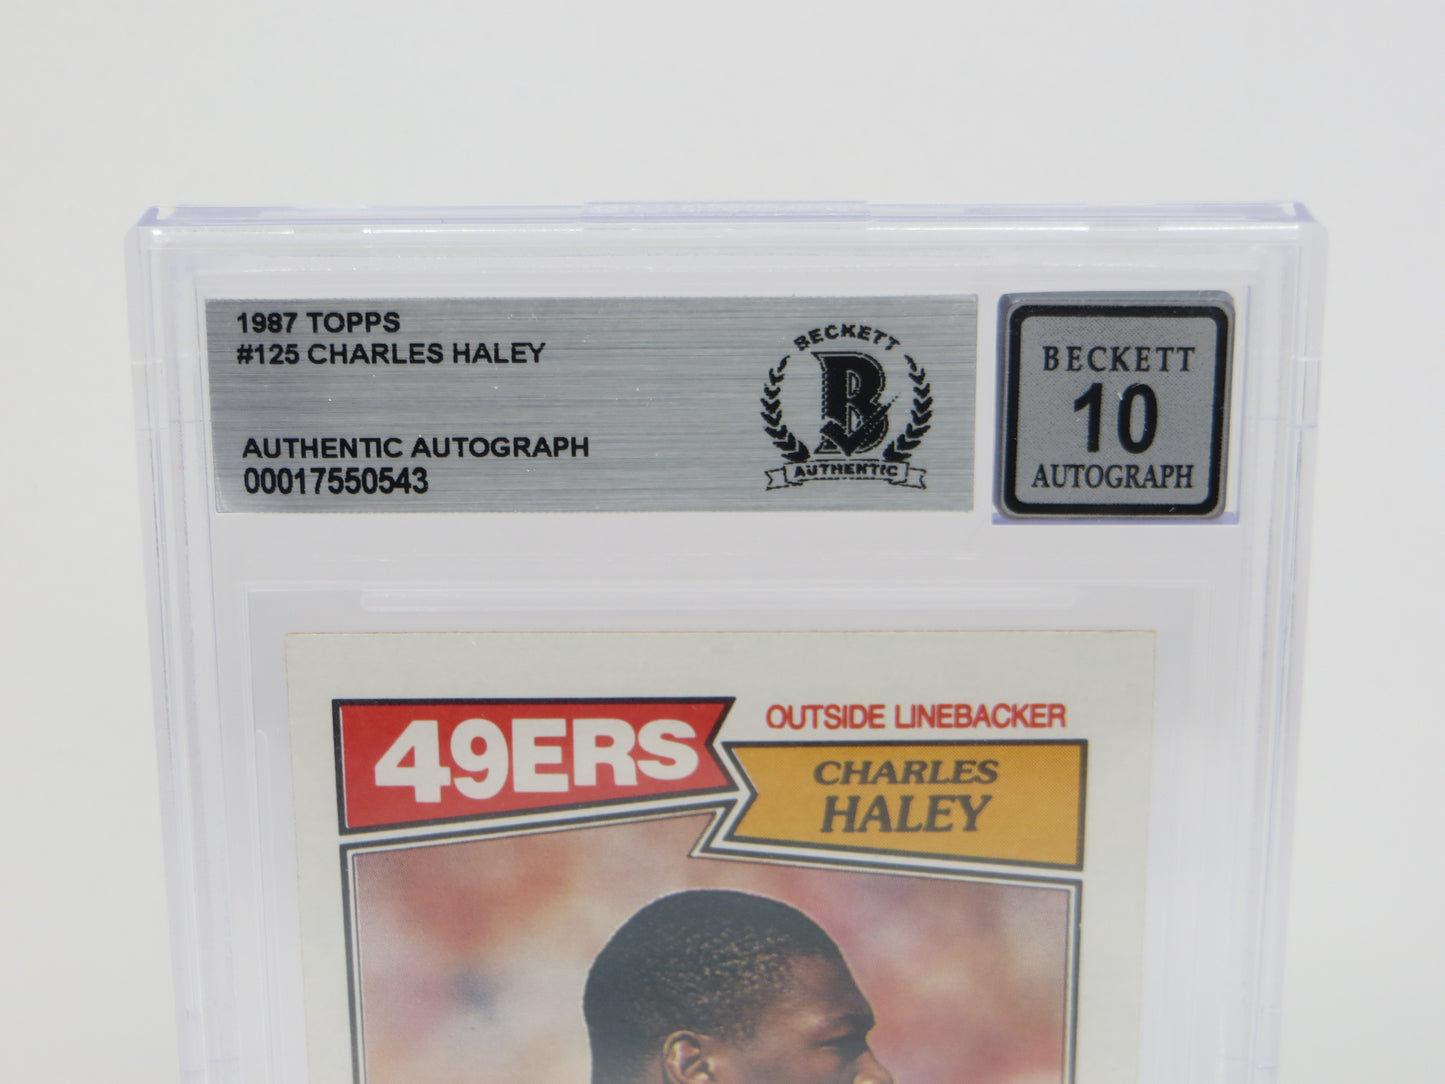 1987 TOPPS
#125 CHARLES HALEY
AUTHENTIC AUTOGRAPH
00017550543
BECKETT
B
AUTHENTIC
BECKETT
10
AUTOGRAPH
49ERS
OUTSIDE LINEBACKER
CHARLES
HALEY